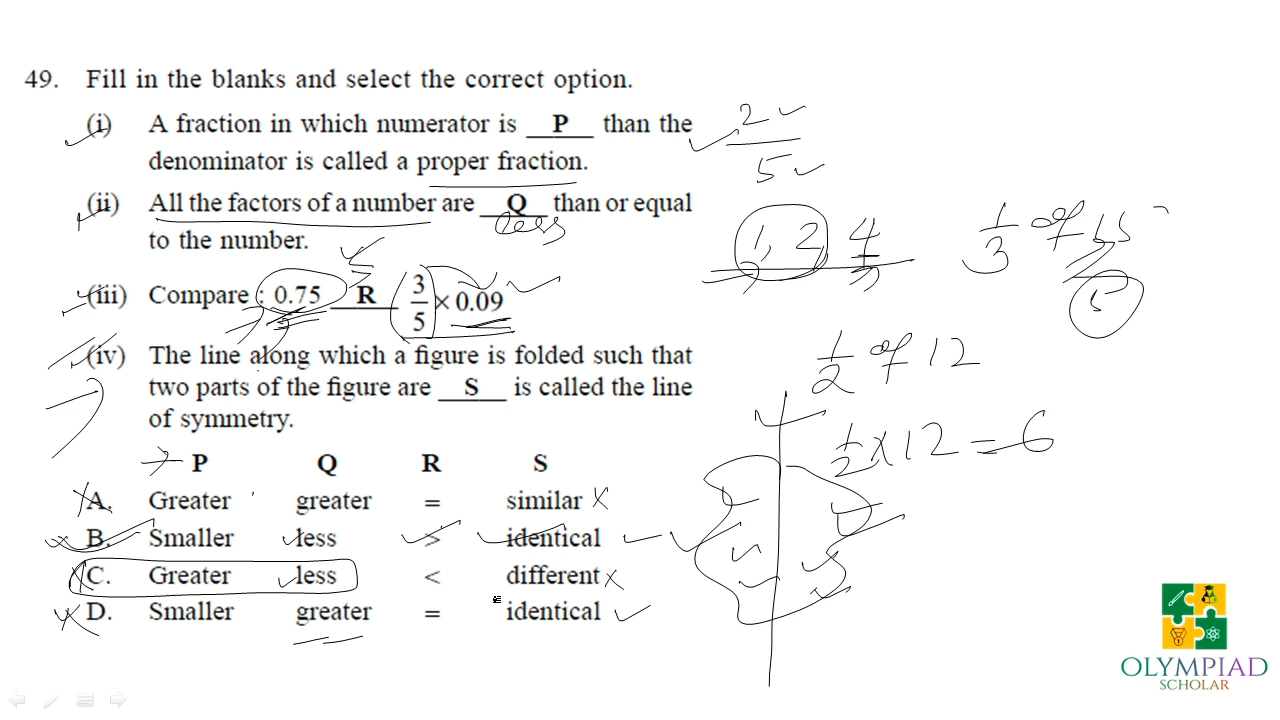 49. Fill in the blanks and select the correct option.
(i) A fraction in which numerator is P than the
denominator is called a proper fraction.
(ii) All the factors of a number are Q than or equal
less
to the number.
(iii) Compare : 0.75 R 3/5 × 0.09
(iv) The line along which a figure is folded such that
two parts of the figure are S is called the line
of symmetry.
P Q R S
A. Greater greater = similar
B. Smaller less > identical
C. Greater less < different
D. Smaller greater = identical
2/5
1, 2, 4
1/3 of
5
1/2 of 12
1/2 × 12 = 6
OLYMPIAD
SCHOLAR